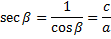 sec β = 1/cos β = c/a